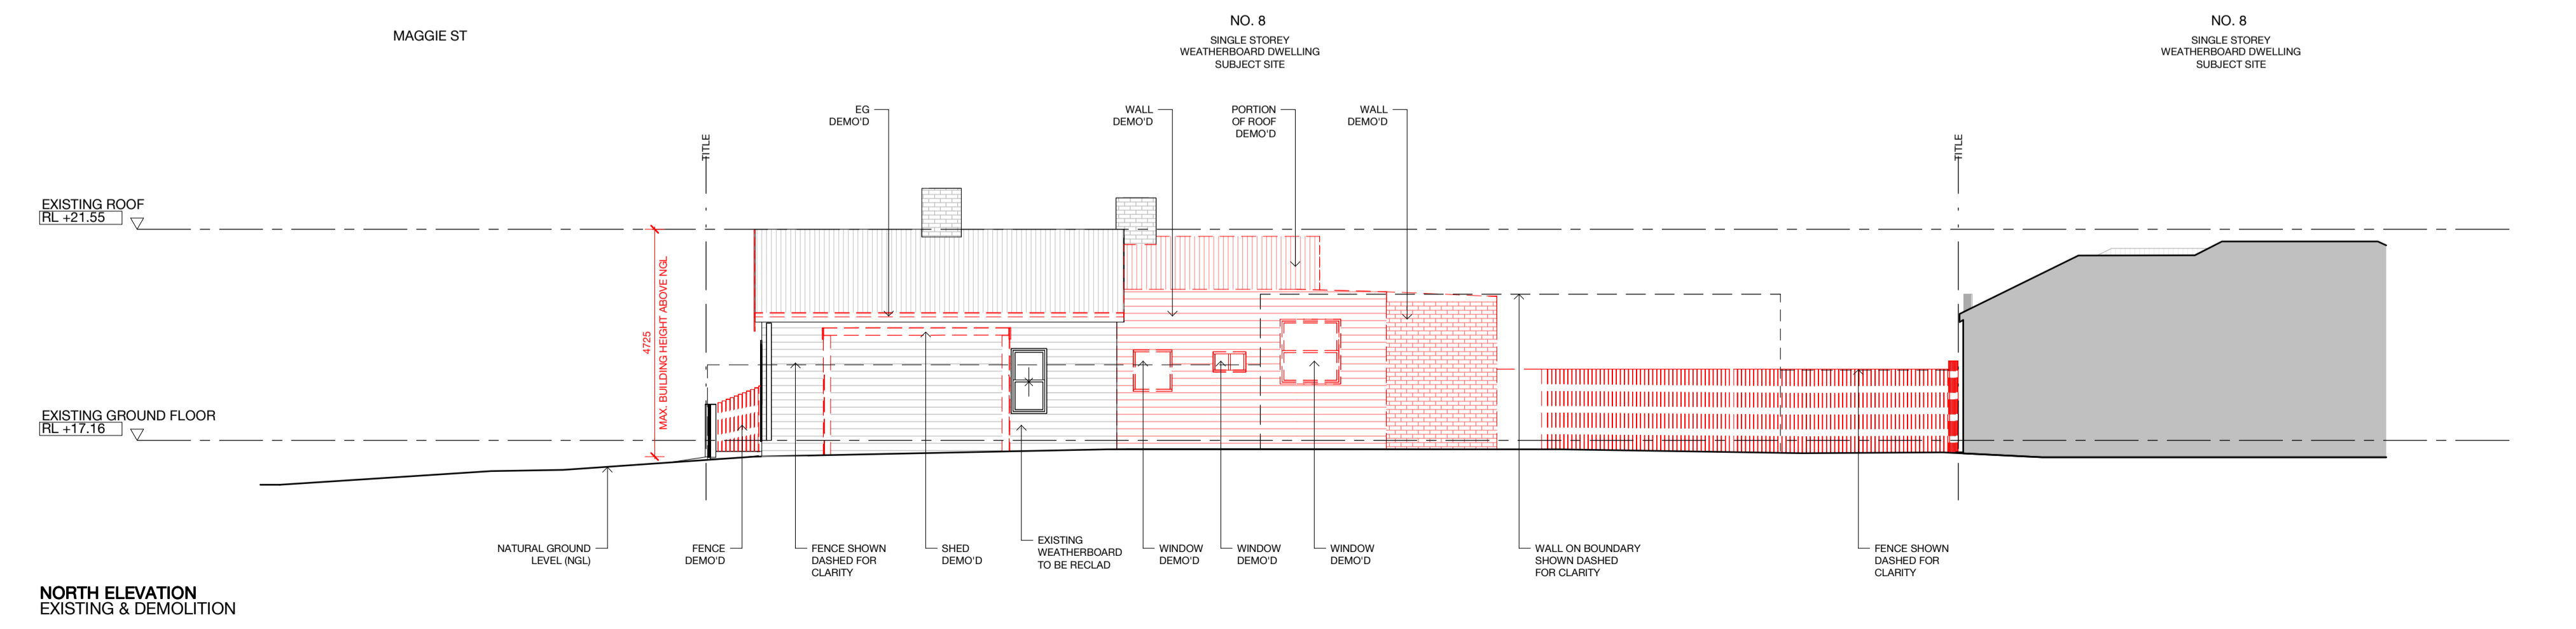 MAGGIE ST
NO. 8
SINGLE STOREY
WEATHERBOARD DWELLING
SUBJECT SITE
NO. 8
SINGLE STOREY
WEATHERBOARD DWELLING
SUBJECT SITE
EG
DEMO'D
WALL
DEMO'D
PORTION
OF ROOF
DEMO'D
WALL
DEMO'D
TITLE
TITLE
EXISTING ROOF
RL +21.55
4725
MAX. BUILDING HEIGHT ABOVE NGL
EXISTING GROUND FLOOR
RL +17.16
NATURAL GROUND
LEVEL (NGL)
FENCE
DEMO'D
FENCE SHOWN
DASHED FOR
CLARITY
SHED
DEMO'D
EXISTING
WEATHERBOARD
TO BE RECLAD
WINDOW
DEMO'D
WINDOW
DEMO'D
WINDOW
DEMO'D
WALL ON BOUNDARY
SHOWN DASHED
FOR CLARITY
FENCE SHOWN
DASHED FOR
CLARITY
NORTH ELEVATION
EXISTING & DEMOLITION